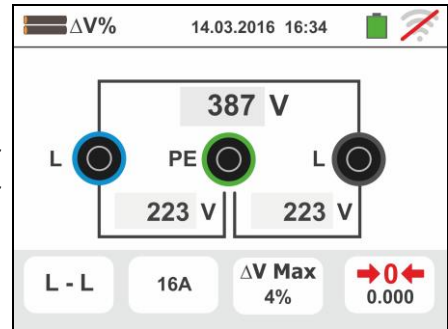 ΔV% 14.03.2016 16:34
387 V
L PE L
223 V 223 V
L - L 16A ΔV Max 4% →0← 0.000